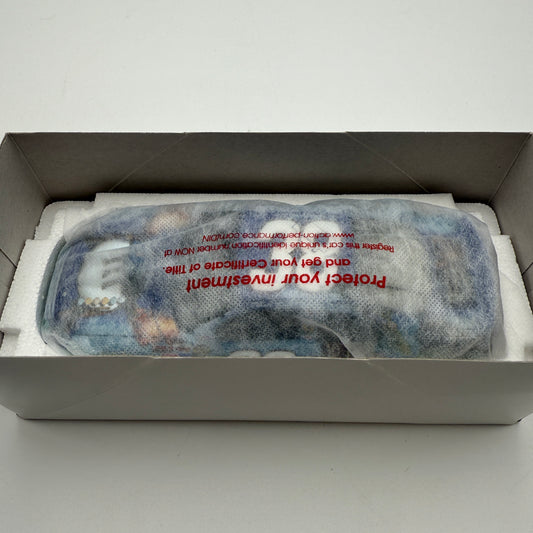 Protect your investment
and get your Certificate of Title
Register this car's unique identification number NOW at
www.action-performance.com/DIN